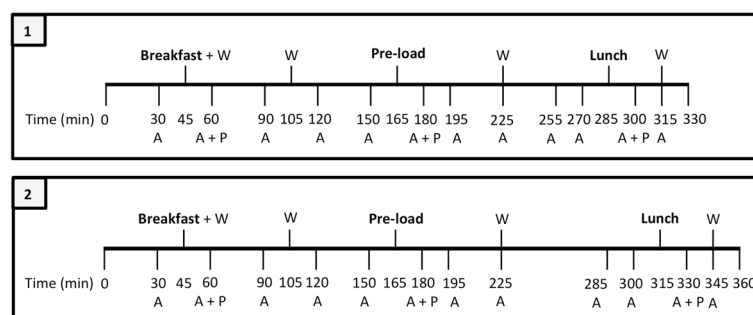 1
Breakfast + W W Pre-load W Lunch W
Time (min) 0 30 45 60 90 105 120 150 165 180 195 225 255 270 285 300 315 330
A A + P A A A A + P A A A A A + P A
2
Breakfast + W W Pre-load W Lunch W
Time (min) 0 30 45 60 90 105 120 150 165 180 195 225 285 300 315 330 345 360
A A + P A A A A + P A A A A A + P A